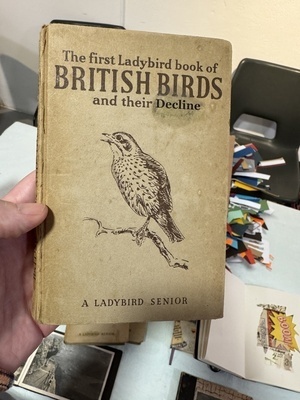 The first Ladybird book of
BRITISH BIRDS
and their Decline
A LADYBIRD SENIOR